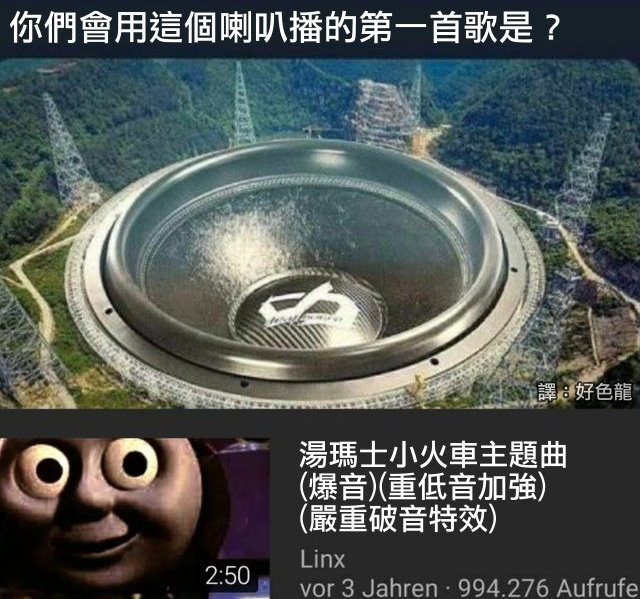 你們會用這個喇叭播的第一首歌是？
譯：好色龍
湯瑪士小火車主題曲
(爆音)(重低音加強)
(嚴重破音特效)
Linx
2:50
vor 3 Jahren · 994.276 Aufrufe